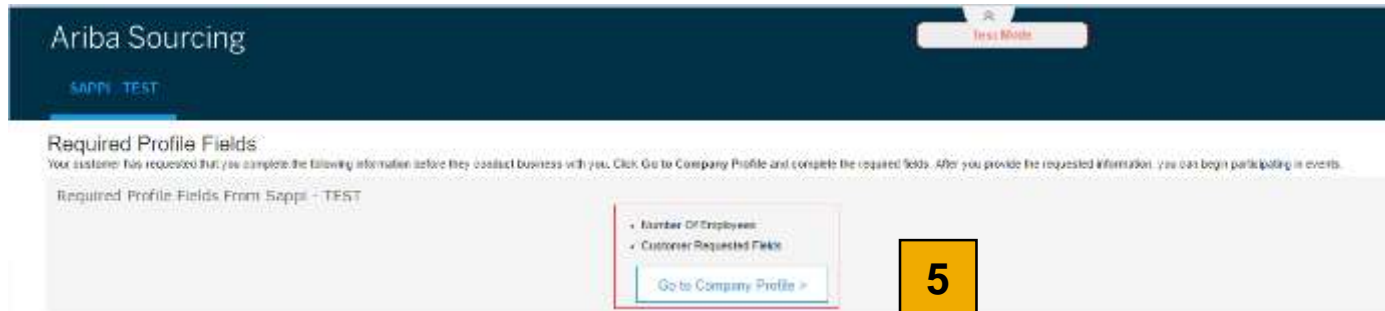 Ariba Sourcing
Test Mode
SAPPI - TEST
Required Profile Fields
Your customer has requested that you complete the following information before they conduct business with you. Click Go to Company Profile and complete the required fields. After you provide the requested information, you can begin participating in events.
Required Profile Fields From Sappi - TEST
• Number Of Employees
• Customer Requested Fields
Go to Company Profile >
5